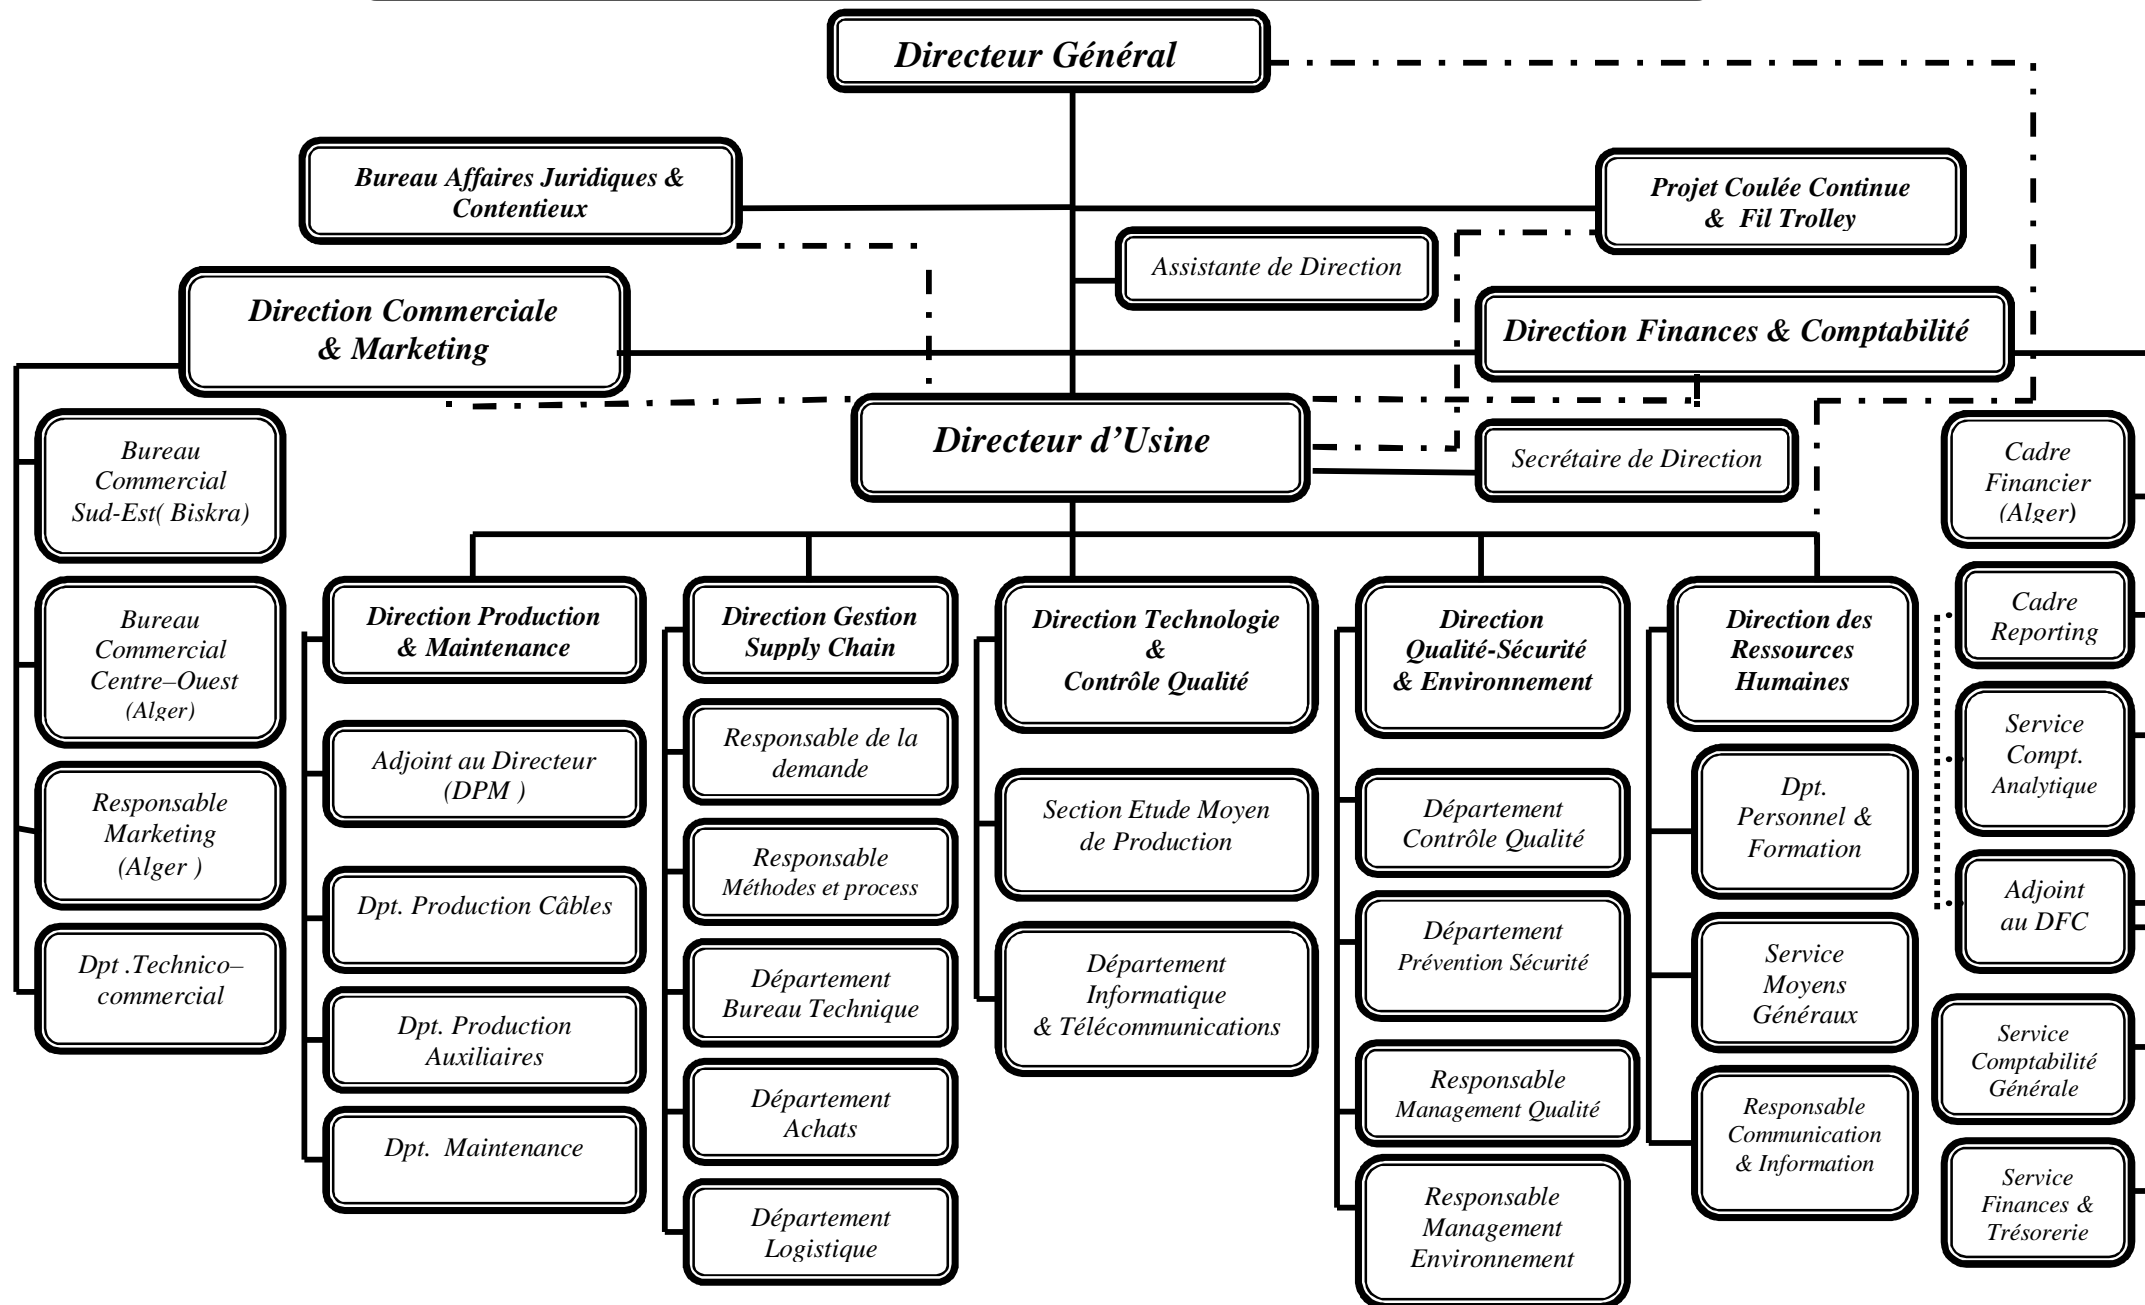 Directeur Général
Bureau Affaires Juridiques &
Contentieux
Projet Coulée Continue
& Fil Trolley
Assistante de Direction
Direction Commerciale
& Marketing
Direction Finances & Comptabilité
Directeur d’Usine
Secrétaire de Direction
Bureau
Commercial
Sud-Est( Biskra)
Bureau
Commercial
Centre–Ouest
(Alger)
Responsable
Marketing
(Alger )
Dpt .Technico–
commercial
Direction Production
& Maintenance
Adjoint au Directeur
(DPM )
Dpt. Production Câbles
Dpt. Production
Auxiliaires
Dpt. Maintenance
Direction Gestion
Supply Chain
Responsable de la
demande
Responsable
Méthodes et process
Département
Bureau Technique
Département
Achats
Département
Logistique
Direction Technologie
&
Contrôle Qualité
Section Etude Moyen
de Production
Département
Informatique
& Télécommunications
Direction
Qualité-Sécurité
& Environnement
Département
Contrôle Qualité
Département
Prévention Sécurité
Responsable
Management Qualité
Responsable
Management
Environnement
Direction des
Ressources
Humaines
Dpt.
Personnel &
Formation
Service
Moyens
Généraux
Responsable
Communication
& Information
Cadre
Financier
(Alger)
Cadre
Reporting
Service
Compt.
Analytique
Adjoint
au DFC
Service
Comptabilité
Générale
Service
Finances &
Trésorerie